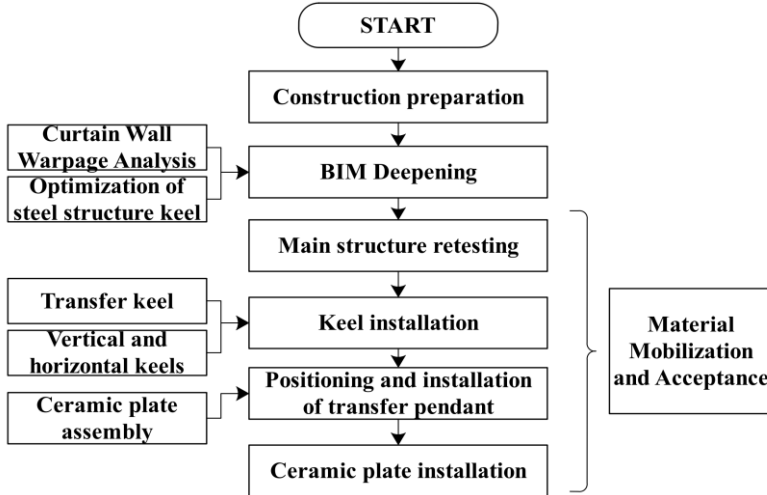 START
Construction preparation
Curtain Wall
Warpage Analysis
Optimization of
steel structure keel
BIM Deepening
Main structure retesting
Transfer keel
Vertical and
horizontal keels
Keel installation
Ceramic plate
assembly
Positioning and installation
of transfer pendant
Ceramic plate installation
Material
Mobilization
and Acceptance